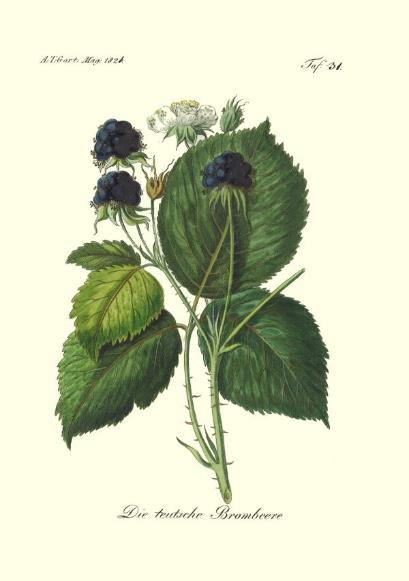 A.T.Gart. Mag. 1824.
Taf. 31.
Die teutsche Brombeere